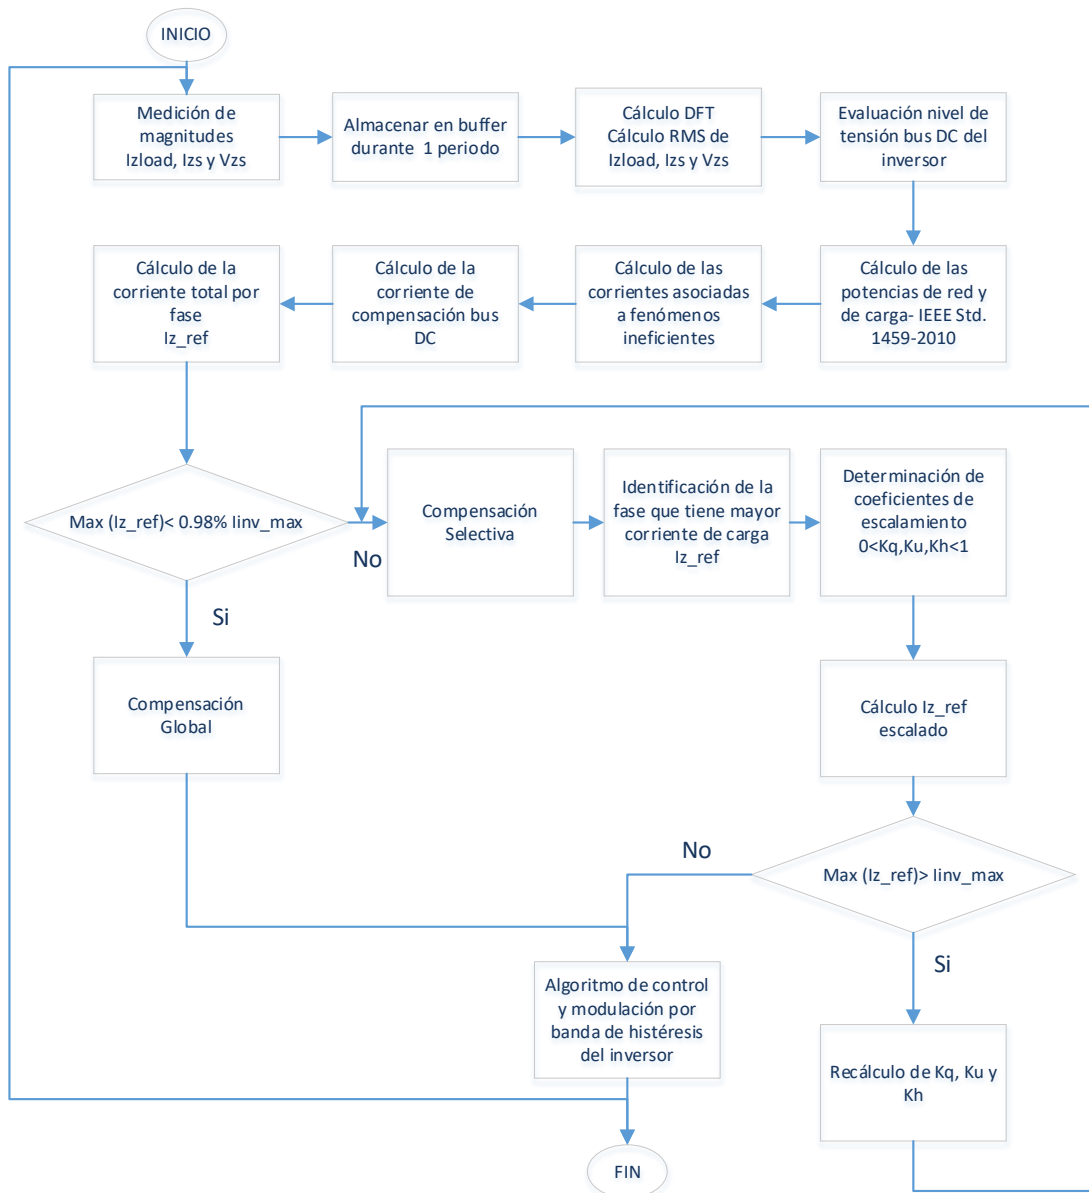 INICIO
Medición de
magnitudes
Izload, Izs y Vzs
Almacenar en buffer
durante 1 periodo
Cálculo DFT
Cálculo RMS de
Izload, Izs y Vzs
Evaluación nivel de
tensión bus DC del
inversor
Cálculo de la
corriente total por
fase
Iz_ref
Cálculo de la
corriente de
compensación bus
DC
Cálculo de las
corrientes asociadas
a fenómenos
ineficientes
Cálculo de las
potencias de red y
de carga- IEEE Std.
1459-2010
Max (Iz_ref)< 0.98% Iinv_max
No
Compensación
Selectiva
Identificación de la
fase que tiene mayor
corriente de carga
Iz_ref
Determinación de
coeficientes de
escalamiento
0<Kq,Ku,Kh<1
Si
Compensación
Global
Cálculo Iz_ref
escalado
No
Max (Iz_ref)> Iinv_max
Si
Algoritmo de control
y modulación por
banda de histéresis
del inversor
Recálculo de Kq, Ku y
Kh
FIN